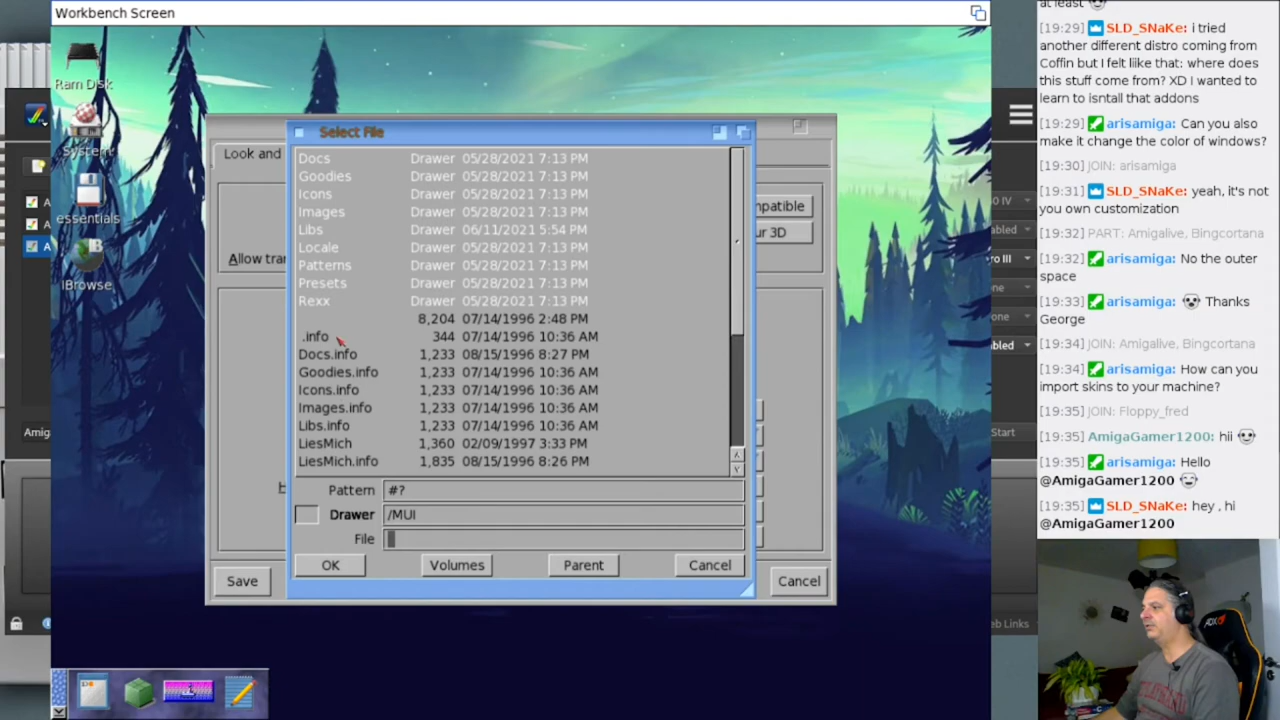 Workbench Screen
Ram Disk
System
essentials
IBrowse
Look and
Allow tran
Save
Select File
Docs Drawer 05/28/2021 7:13 PM
Goodies Drawer 05/28/2021 7:13 PM
Icons Drawer 05/28/2021 7:13 PM
Images Drawer 05/28/2021 7:13 PM
Libs Drawer 06/11/2021 5:54 PM
Locale Drawer 05/28/2021 7:13 PM
Patterns Drawer 05/28/2021 7:13 PM
Presets Drawer 05/28/2021 7:13 PM
Rexx Drawer 05/28/2021 7:13 PM
8,204 07/14/1996 2:48 PM
.info 344 07/14/1996 10:36 AM
Docs.info 1,233 08/15/1996 8:27 PM
Goodies.info 1,233 07/14/1996 10:36 AM
Icons.info 1,233 07/14/1996 10:36 AM
Images.info 1,233 07/14/1996 10:36 AM
Libs.info 1,233 07/14/1996 10:36 AM
LiesMich 1,360 02/09/1997 3:33 PM
LiesMich.info 1,835 08/15/1996 8:26 PM
Pattern #?
Drawer /MUI
File
OK Volumes Parent Cancel
mpatible
ur 3D
Cancel
A
A
A
Amiga
O IV
abled
ro III
one
one
abled
Start
eb Links
at least
[19:29] SLD_SNaKe: i tried
another different distro coming from
Coffin but I felt like that: where does
this stuff come from? XD I wanted to
learn to isntall that addons
[19:29] arisamiga: Can you also
make it change the color of windows?
[19:30] JOIN: arisamiga
[19:31] SLD_SNaKe: yeah, it's not
you own customization
[19:32] PART: Amigalive, Bingcortana
[19:32] arisamiga: No the outer
space
[19:33] arisamiga: Thanks
George
[19:34] JOIN: Amigalive, Bingcortana
[19:34] arisamiga: How can you
import skins to your machine?
[19:35] JOIN: Floppy_fred
[19:35] AmigaGamer1200: hii
[19:35] arisamiga: Hello
@AmigaGamer1200
[19:35] SLD_SNaKe: hey , hi
@AmigaGamer1200